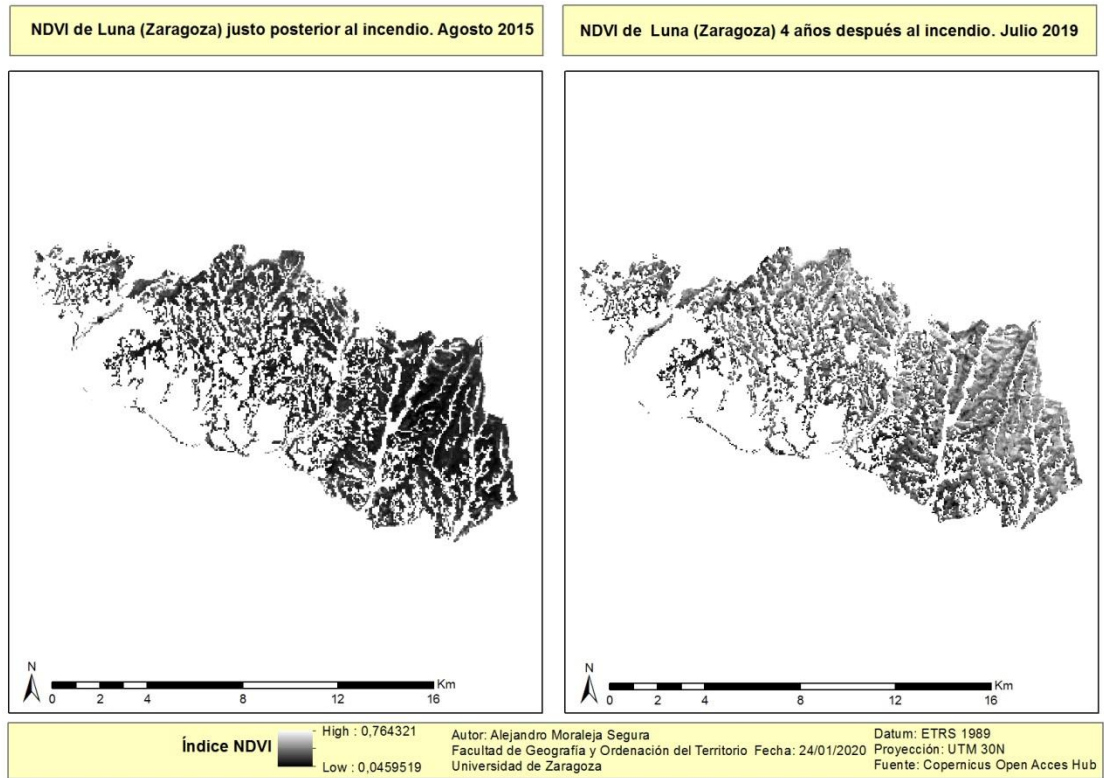 NDVI de Luna (Zaragoza) justo posterior al incendio. Agosto 2015
NDVI de Luna (Zaragoza) 4 años después al incendio. Julio 2019
N
0 2 4 8 12 16 Km
N
0 2 4 8 12 16 Km
Índice NDVI
High : 0,764321
Low : 0,0459519
Autor: Alejandro Moraleja Segura
Facultad de Geografía y Ordenación del Territorio Fecha: 24/01/2020
Universidad de Zaragoza
Datum: ETRS 1989
Proyección: UTM 30N
Fuente: Copernicus Open Acces Hub